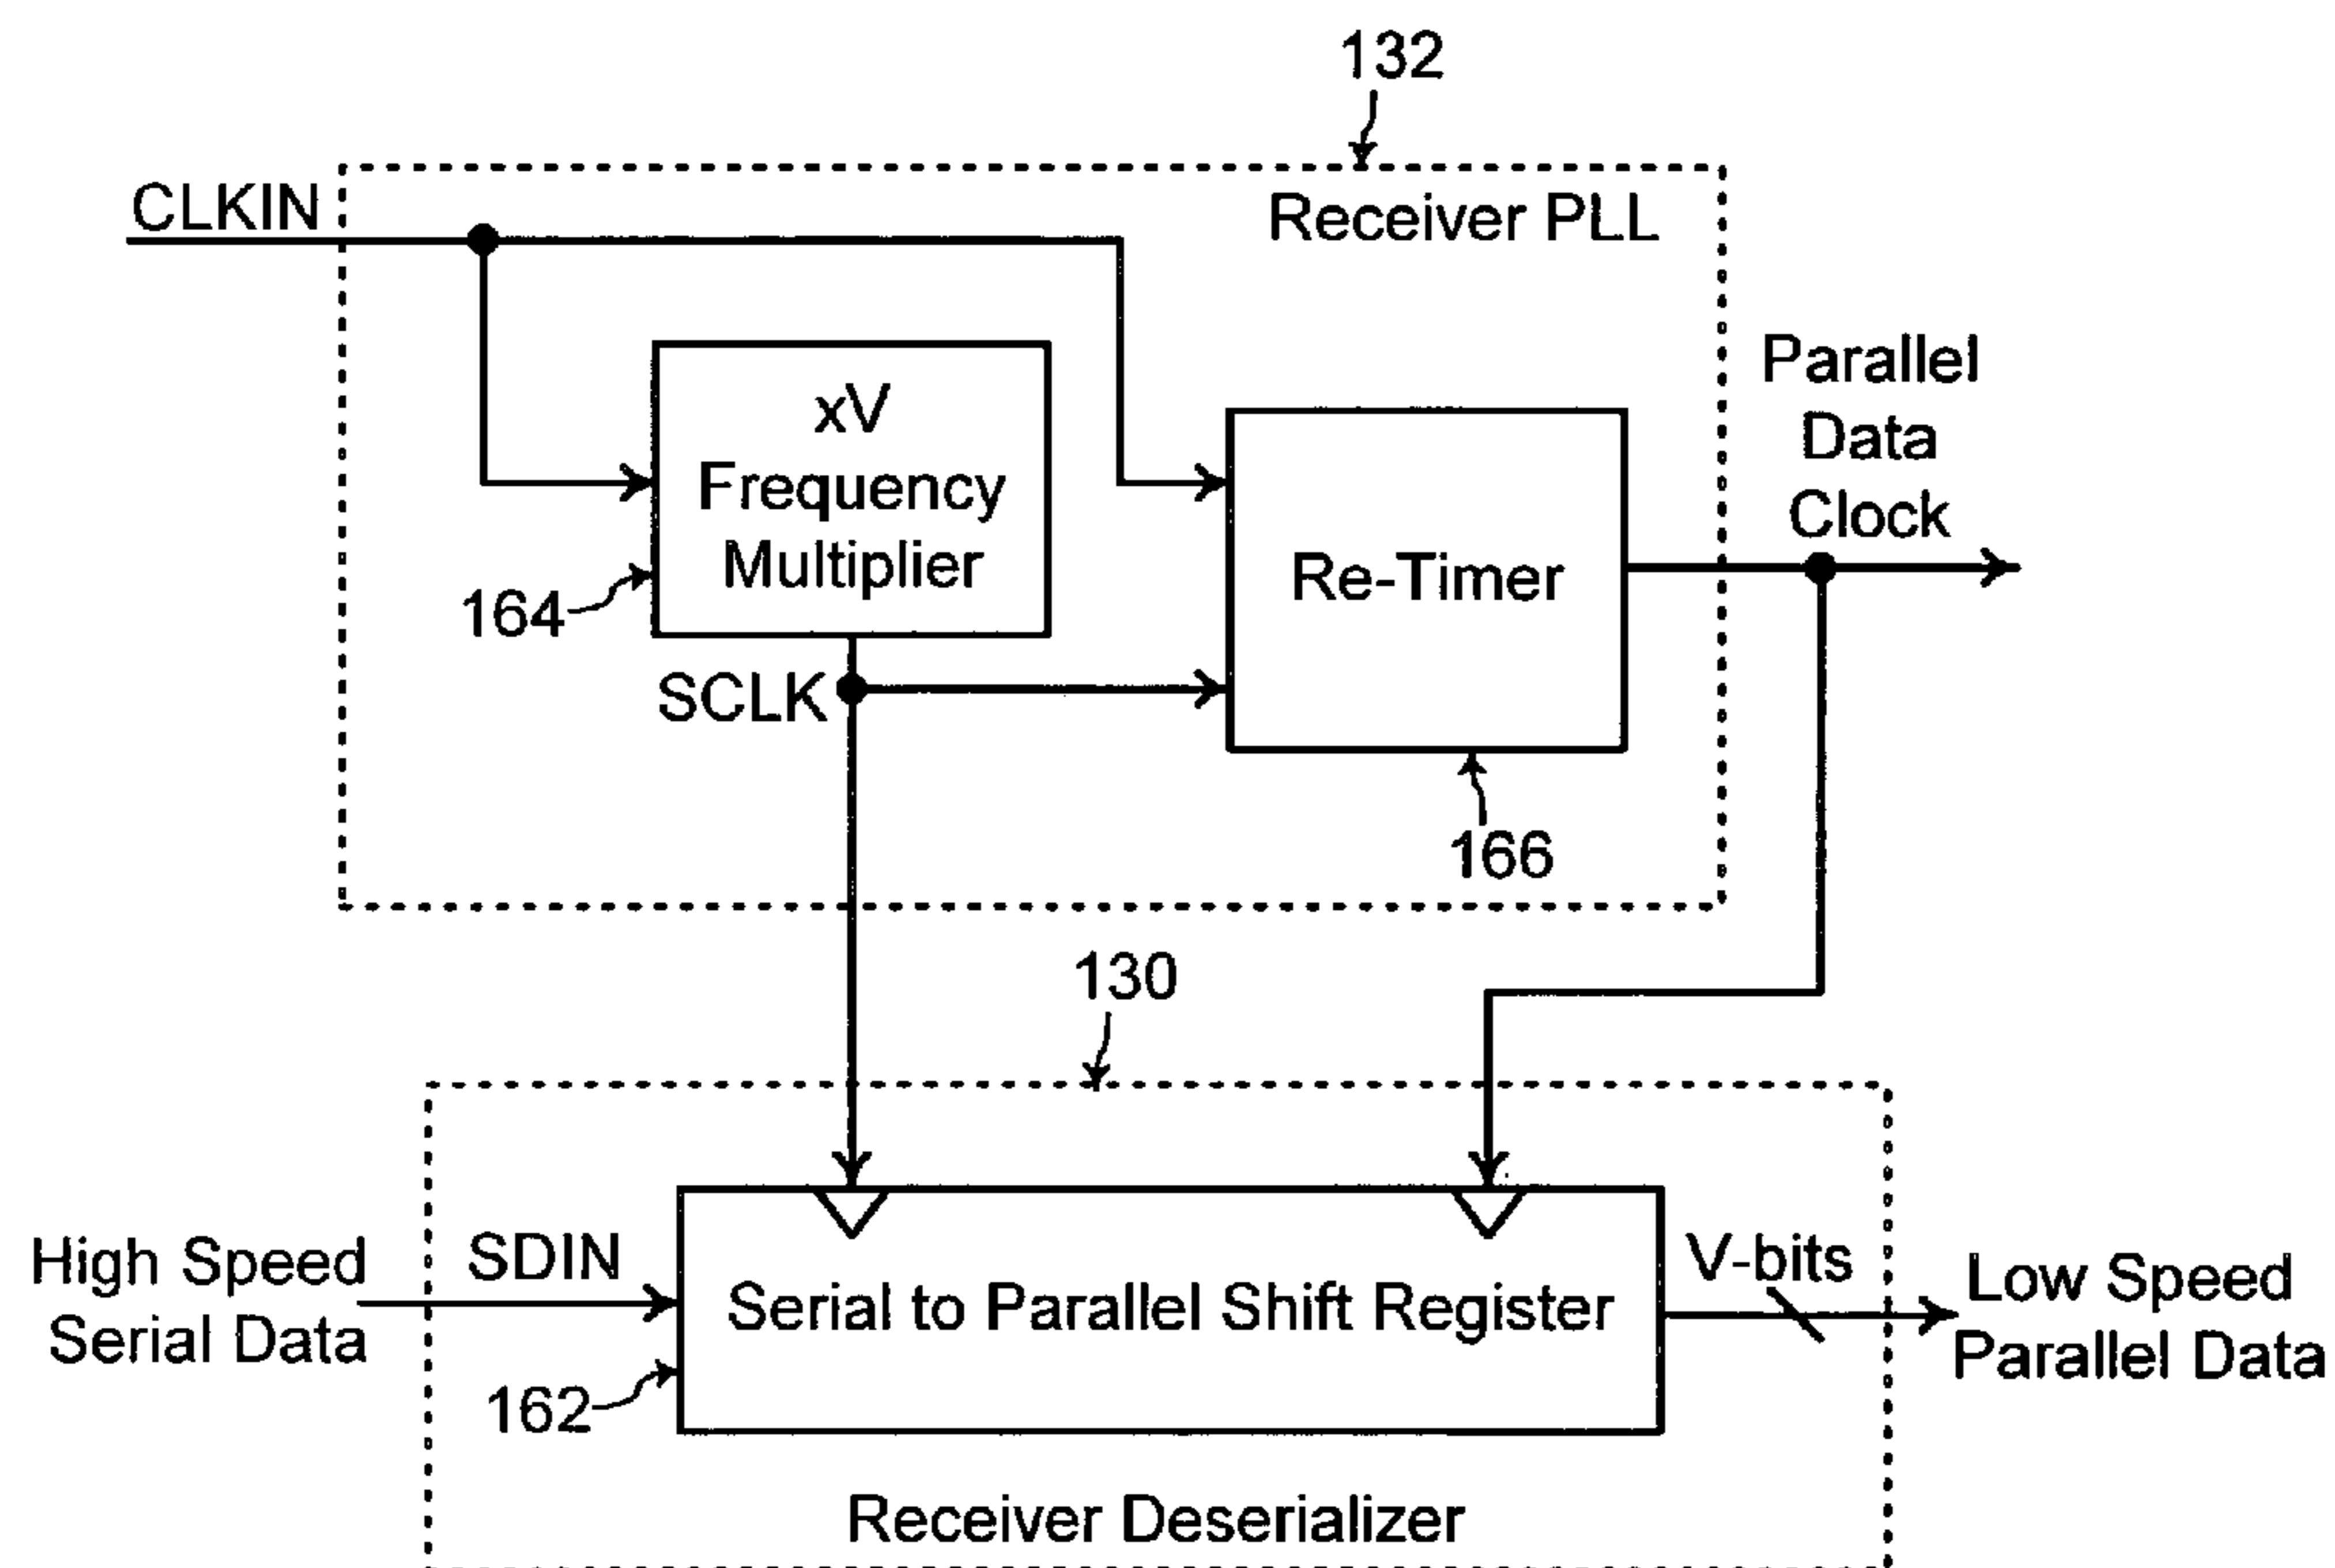 132
CLKIN
Receiver PLL
xV
Frequency
Multiplier
164
SCLK
Re-Timer
166
Parallel
Data
Clock
130
High Speed
Serial Data
SDIN
Serial to Parallel Shift Register
162
V-bits
Low Speed
Parallel Data
Receiver Deserializer